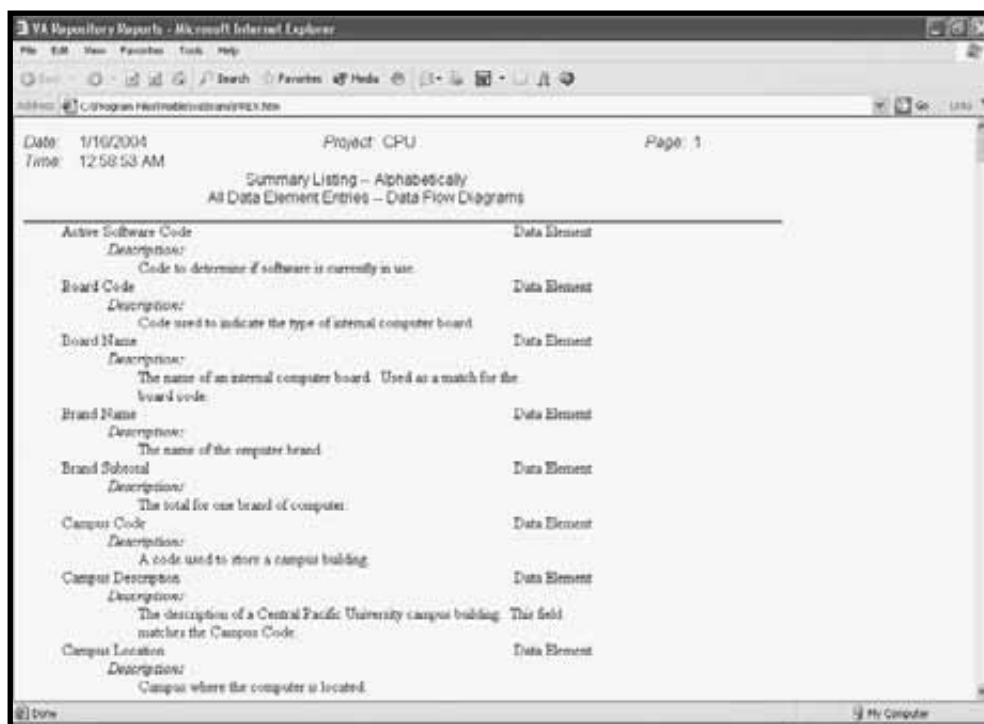 VA Repository Reports - Microsoft Internet Explorer
File Edit View Favorites Tools Help
Search Favorites Media
Address Go Links
Date: 1/16/2004 Project: CPU Page: 1
Time: 12:58:53 AM
Summary Listing -- Alphabetically
All Data Element Entries -- Data Flow Diagrams
Active Software Code Data Element
Description:
Code to determine if software is currently in use.
Board Code Data Element
Description:
Code used to indicate the type of internal computer board.
Board Name Data Element
Description:
The name of an internal computer board. Used as a match for the
board code.
Brand Name Data Element
Description:
The name of the omputer brand.
Brand Subtotal Data Element
Description:
The total for one brand of computer.
Campus Code Data Element
Description:
A code used to store a campus building.
Campus Description Data Element
Description:
The description of a Central Pacific University campus building. This field
matches the Campus Code.
Campus Location Data Element
Description:
Campus where the computer is located.
Done My Computer